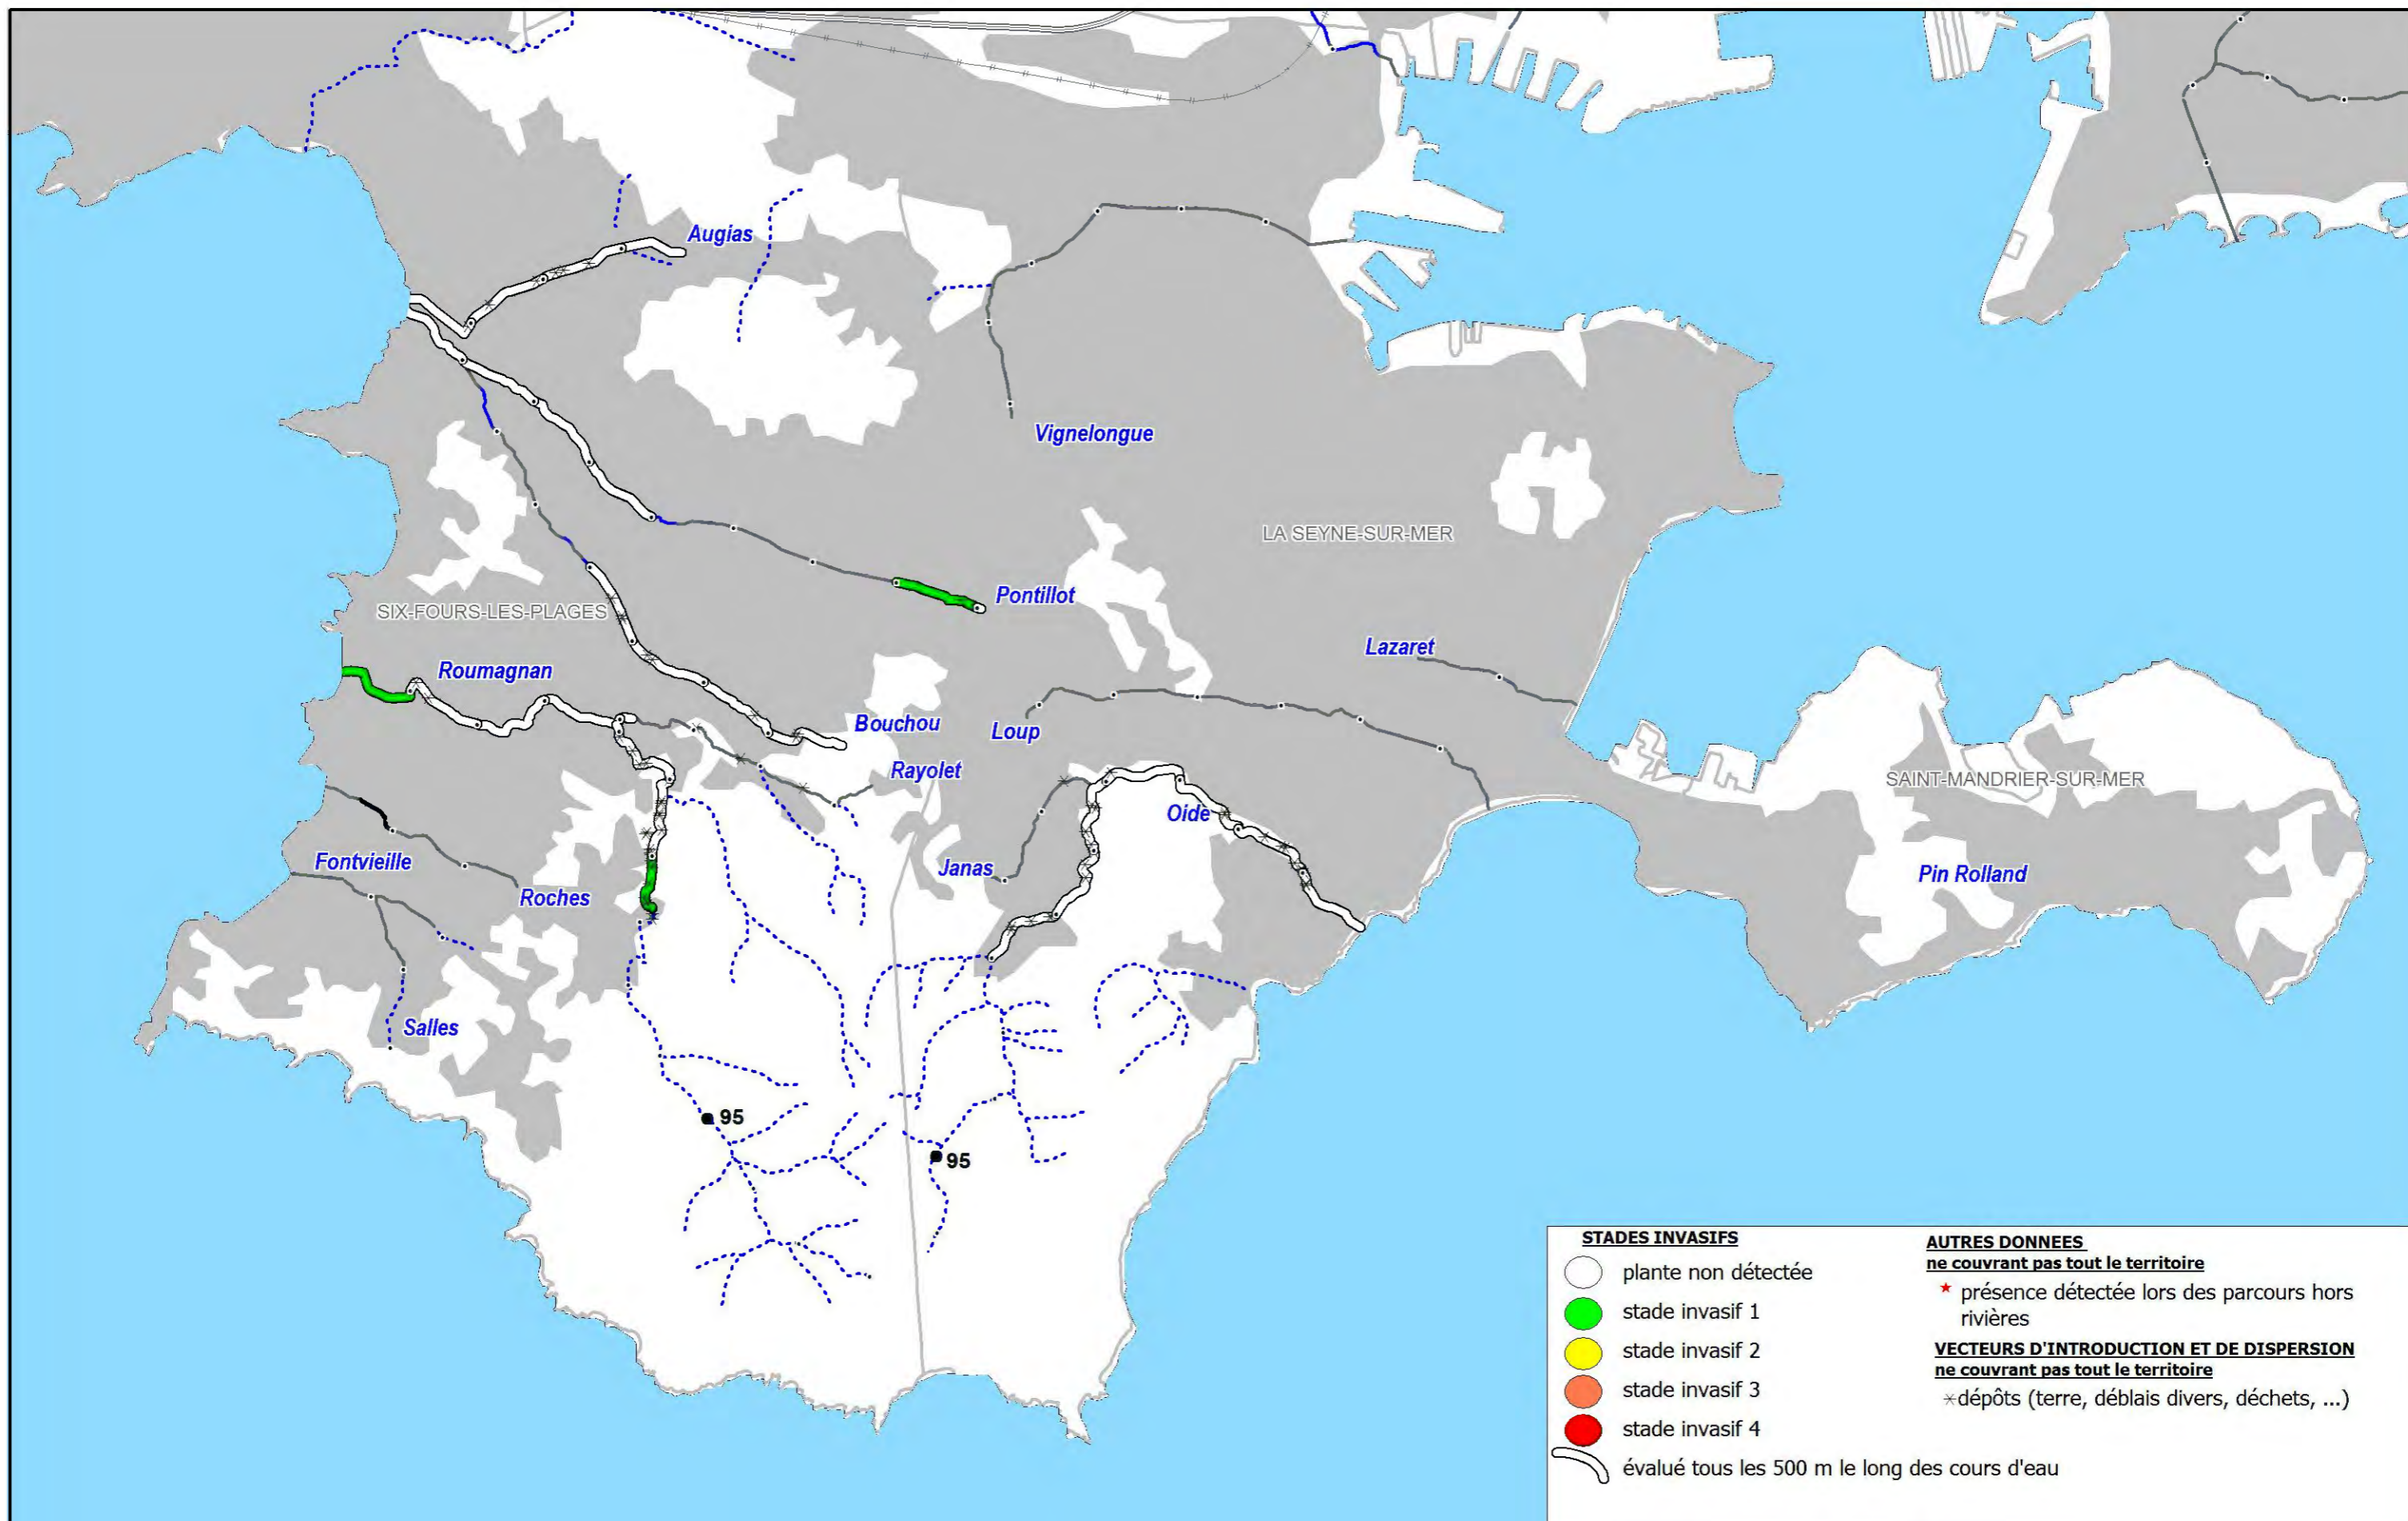 Augias
Vignelongue
LA SEYNE-SUR-MER
Pontillot
SIX-FOURS-LES-PLAGES
Lazaret
Roumagnan
Bouchou
Loup
Rayolet
SAINT-MANDRIER-SUR-MER
Oide
Fontvieille
Janas
Pin Rolland
Roches
Salles
95
95
STADES INVASIFS
plante non détectée
stade invasif 1
stade invasif 2
stade invasif 3
stade invasif 4
évalué tous les 500 m le long des cours d'eau
AUTRES DONNEES
ne couvrant pas tout le territoire
présence détectée lors des parcours hors
rivières
VECTEURS D'INTRODUCTION ET DE DISPERSION
ne couvrant pas tout le territoire
dépôts (terre, déblais divers, déchets, ...)